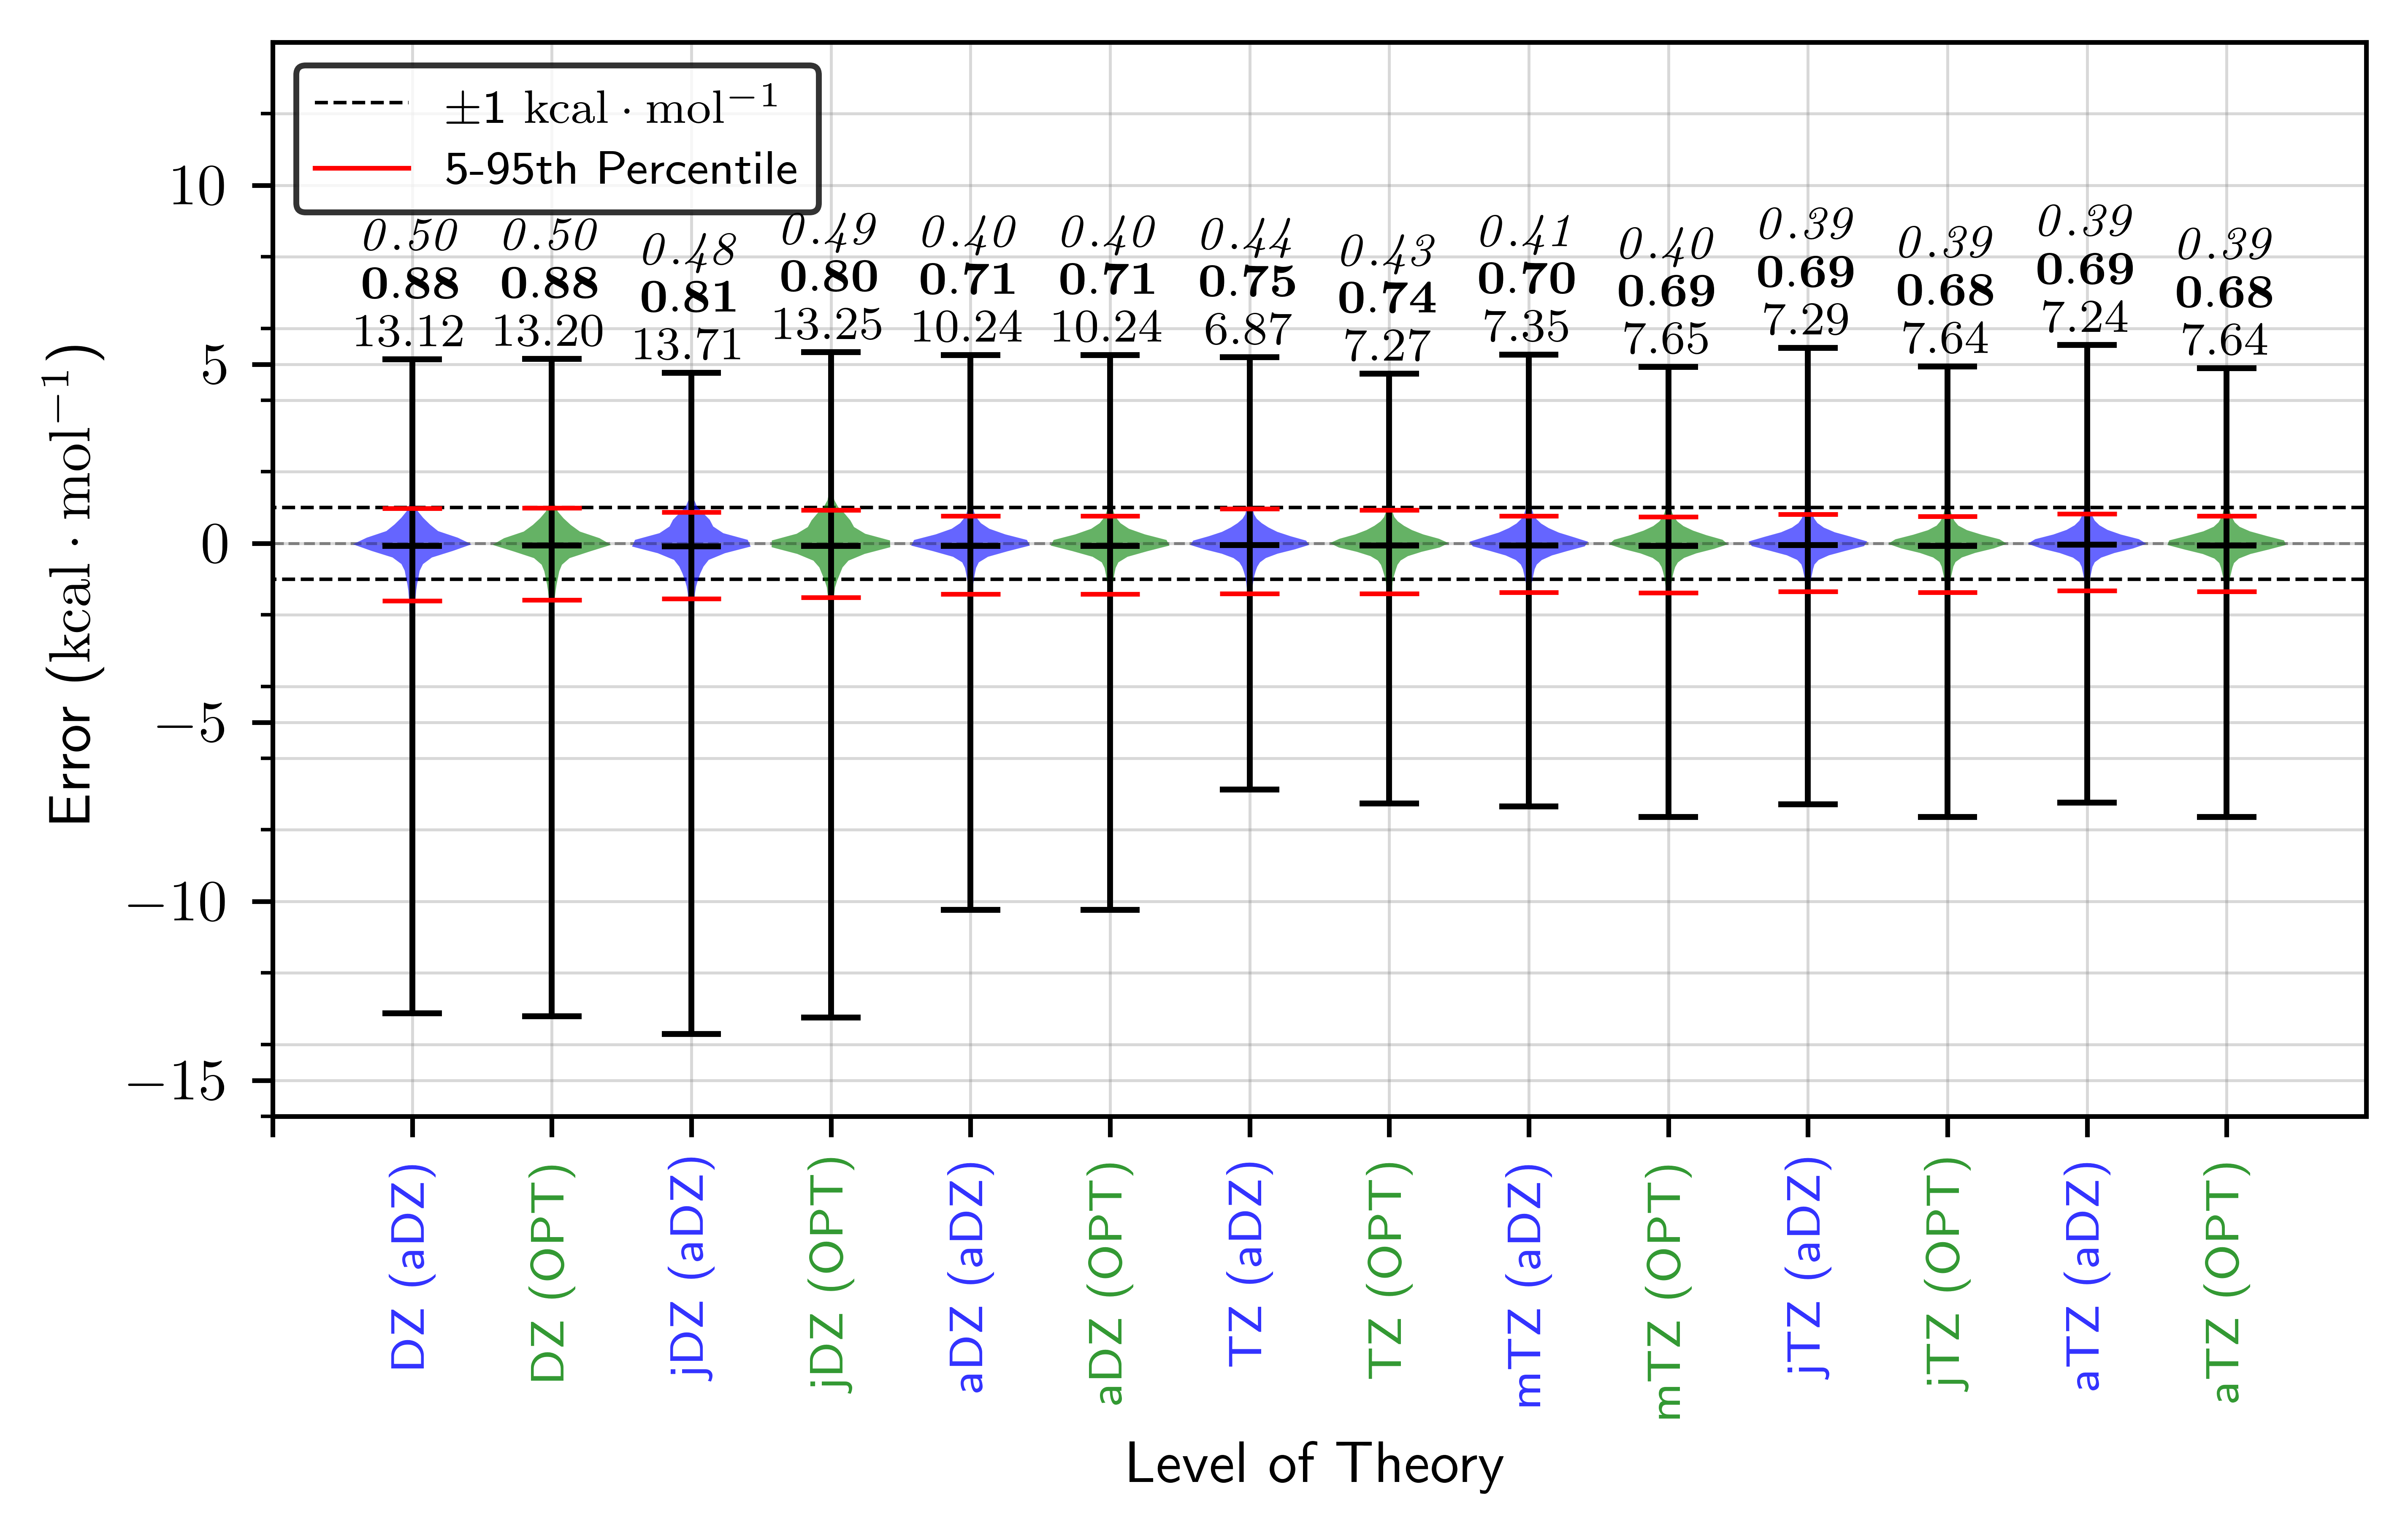 ±1 kcal · mol⁻¹
5-95th Percentile
0.50 0.50 0.48 0.49 0.40 0.40 0.44 0.43 0.41 0.40 0.39 0.39 0.39 0.39
0.88 0.88 0.81 0.80 0.71 0.71 0.75 0.74 0.70 0.69 0.69 0.68 0.69 0.68
13.12 13.20 13.71 13.25 10.24 10.24 6.87 7.27 7.35 7.65 7.29 7.64 7.24 7.64
10
5
0
−5
−10
−15
Error (kcal · mol⁻¹)
DZ (aDZ)
DZ (OPT)
jDZ (aDZ)
jDZ (OPT)
aDZ (aDZ)
aDZ (OPT)
TZ (aDZ)
TZ (OPT)
mTZ (aDZ)
mTZ (OPT)
jTZ (aDZ)
jTZ (OPT)
aTZ (aDZ)
aTZ (OPT)
Level of Theory